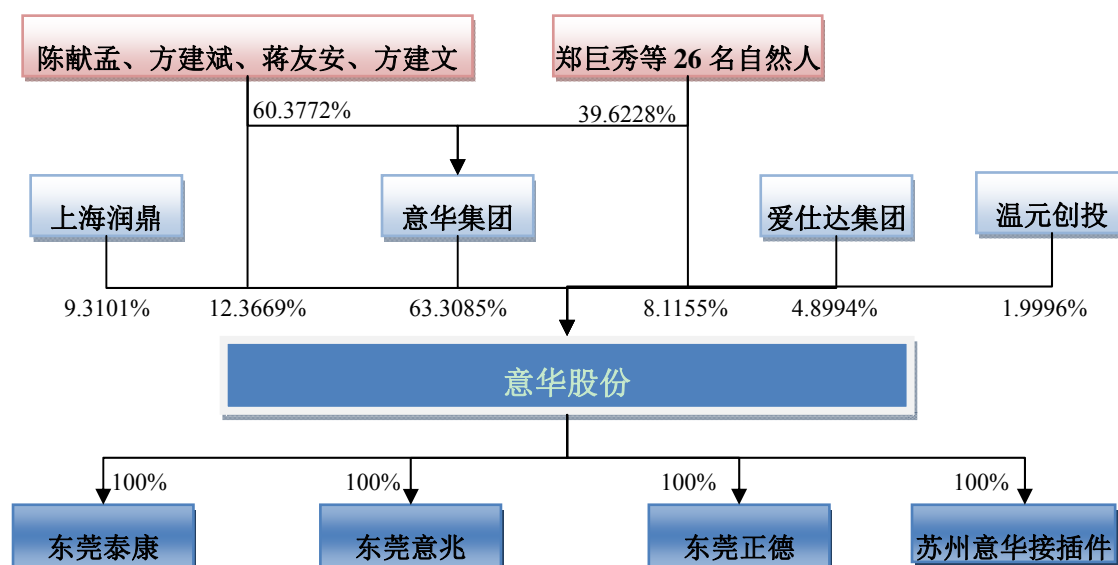 陈献孟、方建斌、蒋友安、方建文
郑巨秀等 26 名自然人
60.3772%
39.6228%
上海润鼎
意华集团
爱仕达集团
温元创投
9.3101%
12.3669%
63.3085%
8.1155%
4.8994%
1.9996%
意华股份
100%
100%
100%
100%
东莞泰康
东莞意兆
东莞正德
苏州意华接插件